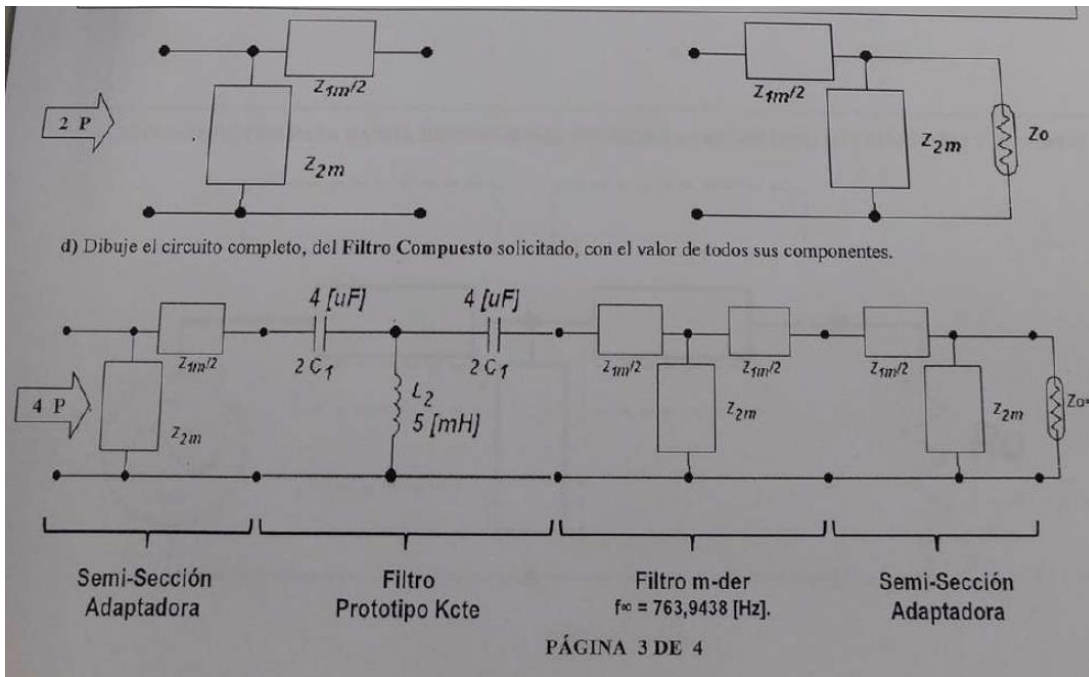 2 P
Z1m/2
Z2m
Z1m/2
Z2m
Zo
d) Dibuje el circuito completo, del Filtro Compuesto solicitado, con el valor de todos sus componentes.
4 P
Z1m/2
Z2m
4 [uF]
2 C1
4 [uF]
2 C1
L2
5 [mH]
Z1m/2
Z1m/2
Z2m
Z1m/2
Z2m
Zo=
Semi-Sección
Adaptadora
Filtro
Prototipo Kcte
Filtro m-der
f∞ = 763,9438 [Hz].
Semi-Sección
Adaptadora
PÁGINA 3 DE 4